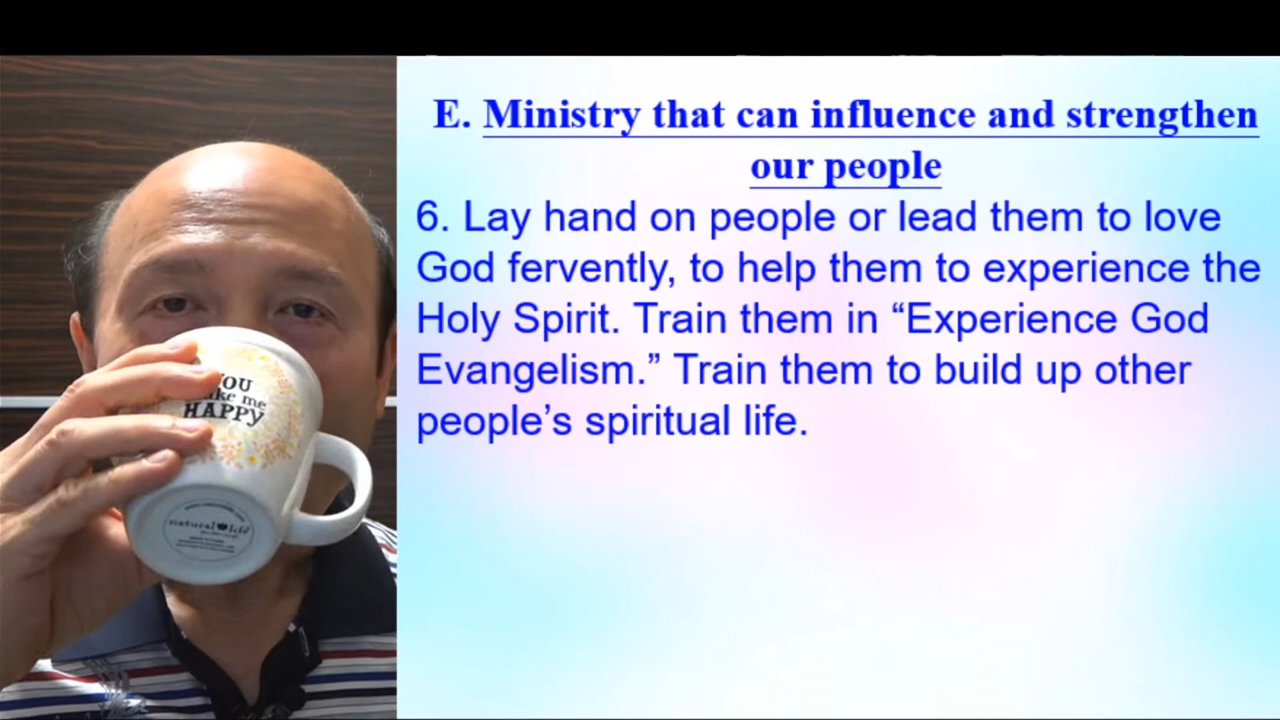 E. Ministry that can influence and strengthen
our people
6. Lay hand on people or lead them to love
God fervently, to help them to experience the
Holy Spirit. Train them in “Experience God
Evangelism.” Train them to build up other
people’s spiritual life.
YOU
me
HAPPY
natural life